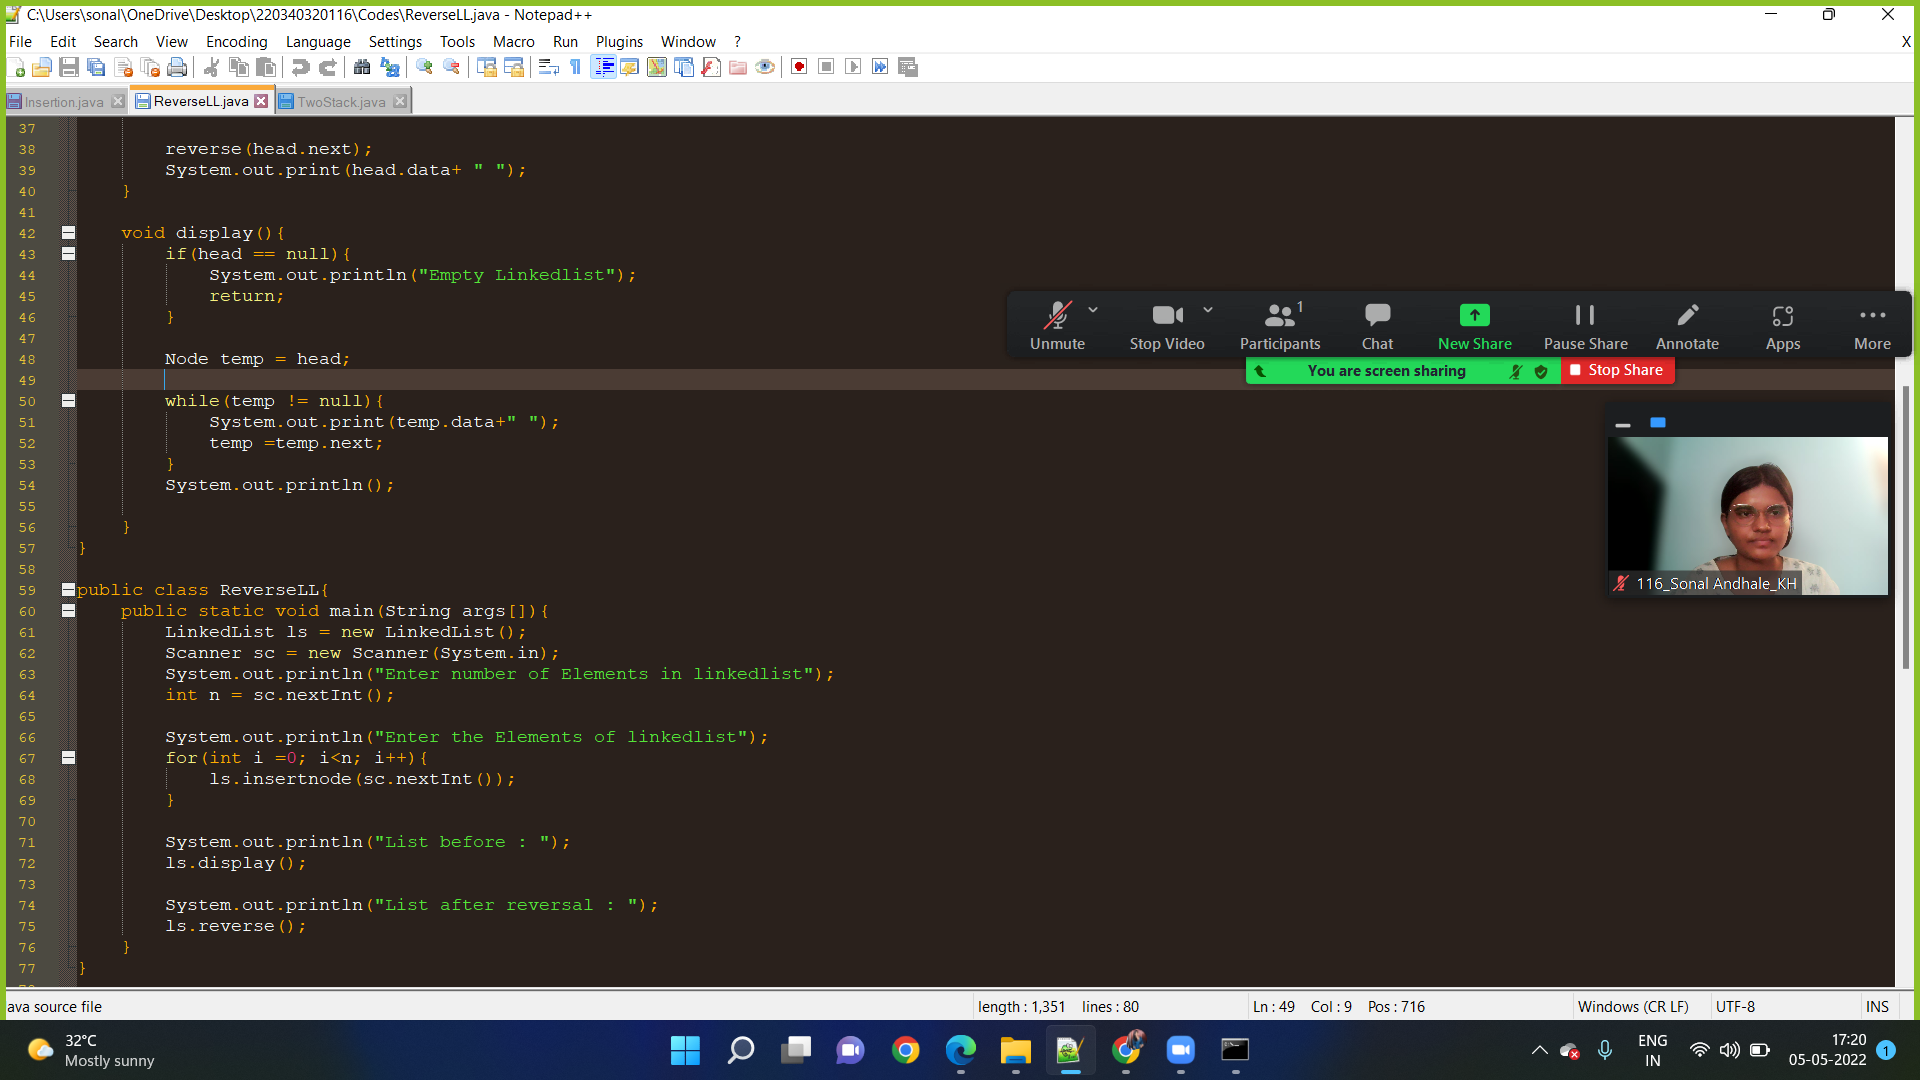 C:\Users\sonal\OneDrive\Desktop\220340320116\Codes\ReverseLL.java - Notepad++
File Edit Search View Encoding Language Settings Tools Macro Run Plugins Window ? X
Insertion.java ReverseLL.java TwoStack.java
37
38 reverse(head.next);
39 System.out.print(head.data+ " ");
40 }
41
42 void display(){
43 if(head == null){
44 System.out.println("Empty Linkedlist");
45 return;
46 }
47
48 Node temp = head;
49
50 while(temp != null){
51 System.out.print(temp.data+" ");
52 temp =temp.next;
53 }
54 System.out.println();
55
56 }
57 }
58
59 public class ReverseLL{
60 public static void main(String args[]){
61 LinkedList ls = new LinkedList();
62 Scanner sc = new Scanner(System.in);
63 System.out.println("Enter number of Elements in linkedlist");
64 int n = sc.nextInt();
65
66 System.out.println("Enter the Elements of linkedlist");
67 for(int i =0; i<n; i++){
68 ls.insertnode(sc.nextInt());
69 }
70
71 System.out.println("List before : ");
72 ls.display();
73
74 System.out.println("List after reversal : ");
75 ls.reverse();
76 }
77 }
Unmute Stop Video Participants 1 Chat New Share Pause Share Annotate Apps More
You are screen sharing Stop Share
116_Sonal Andhale_KH
ava source file length : 1,351 lines : 80 Ln : 49 Col : 9 Pos : 716 Windows (CR LF) UTF-8 INS
32°C
Mostly sunny
ENG
IN
17:20
05-05-2022
1